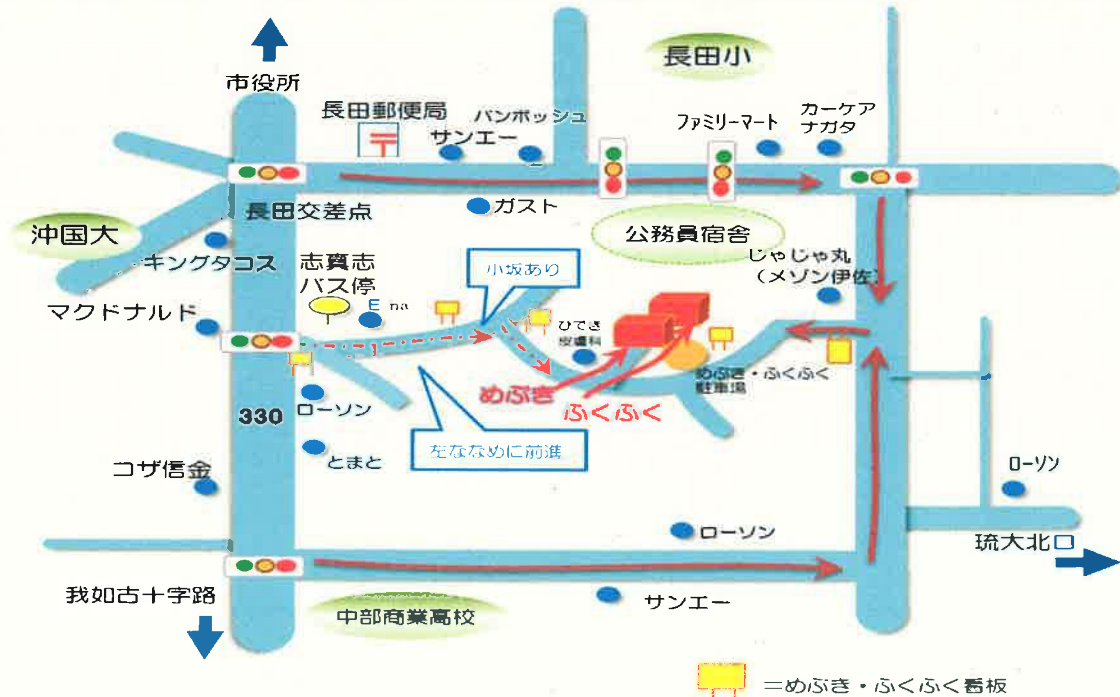 長田小
市役所
長田郵便局
サンエー
バンボッシュ
ファミリーマート
カーケア
ナガタ
長田交差点
ガスト
沖国大
キングタコス
公務員宿舎
じゃじゃ丸
(メゾン伊佐)
志真志
バス停
小坂あり
マクドナルド
E na
ひでき
皮膚科
めぶき・ふくふく
駐車場
めぶき
ふくふく
ローソン
330
左ななめに前進
とまと
コザ信金
ローソン
ローソン
琉大北口
我如古十字路
中部商業高校
サンエー
=めぶき・ふくふく看板